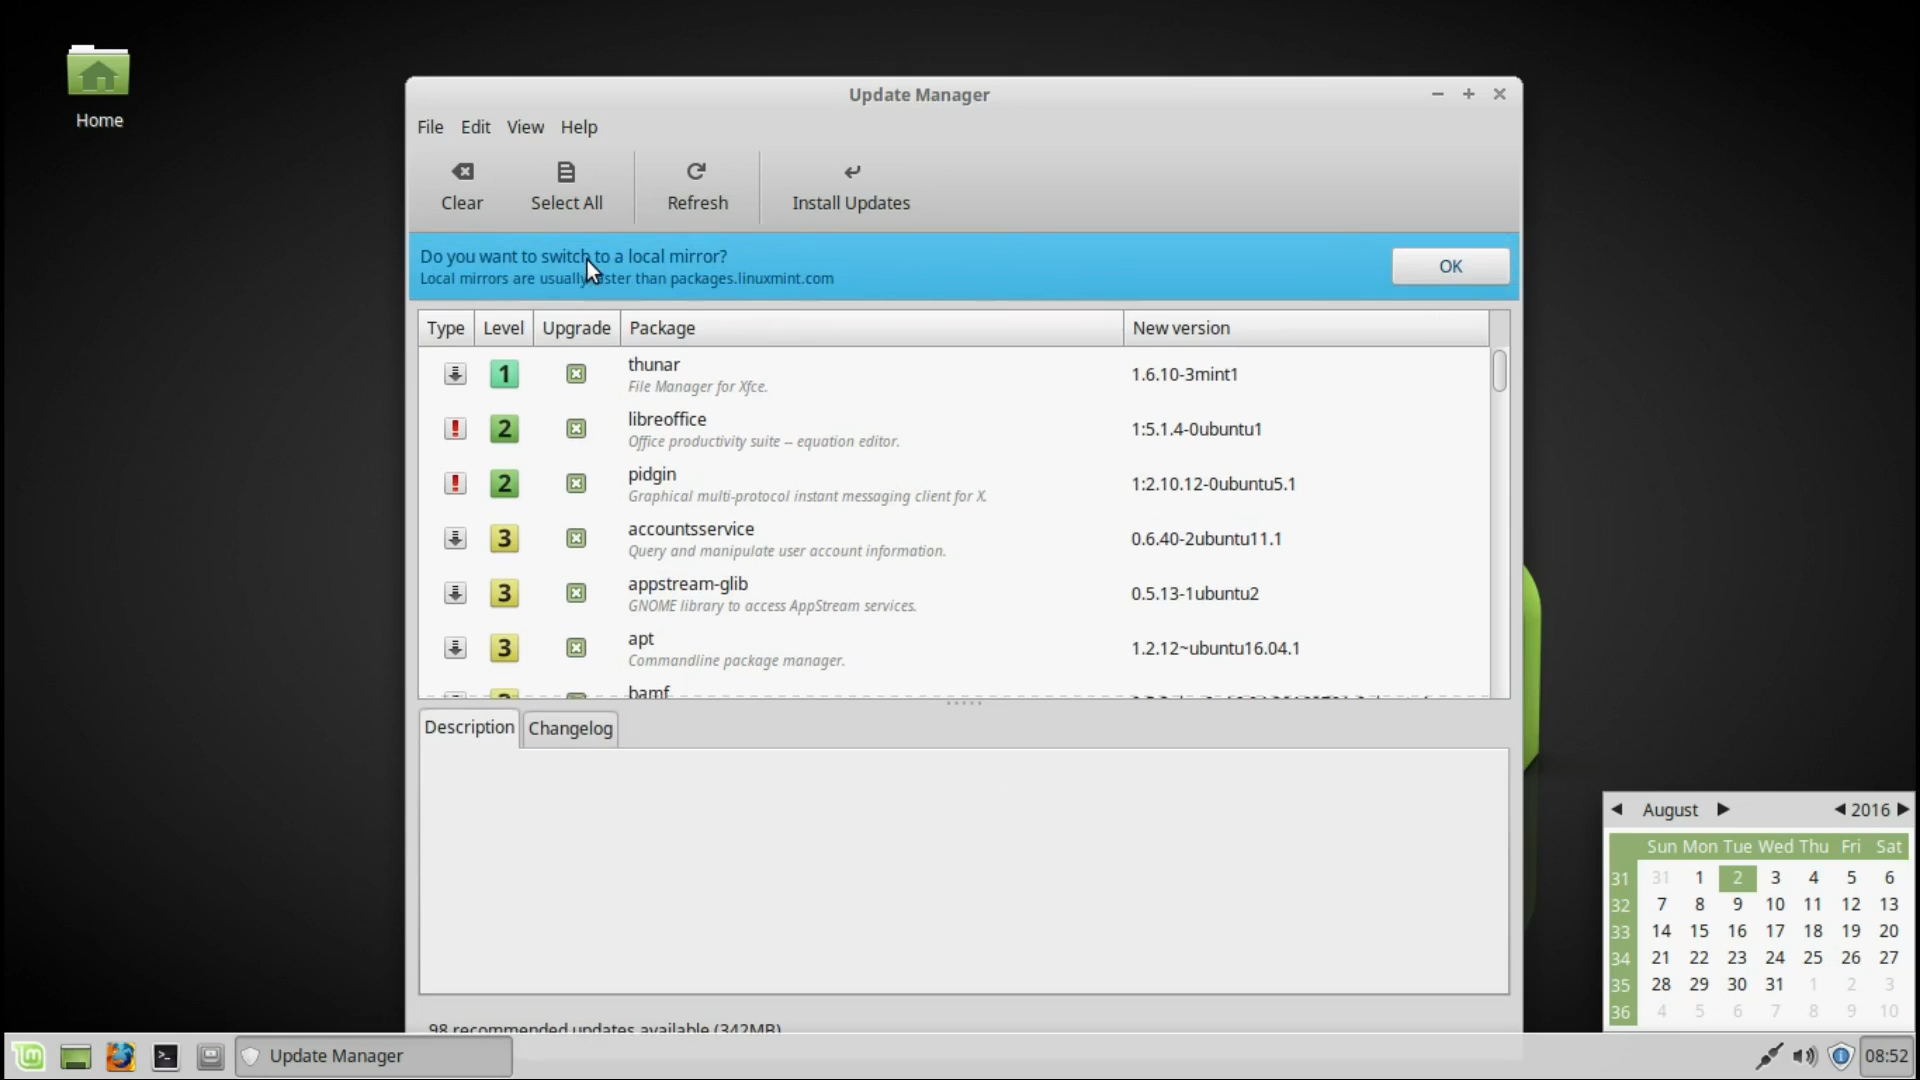 Home
Update Manager
File Edit View Help
Clear Select All Refresh Install Updates
Do you want to switch to a local mirror?
Local mirrors are usually faster than packages.linuxmint.com
OK
Type Level Upgrade Package New version
1 thunar 1.6.10-3mint1
File Manager for Xfce.
2 libreoffice 1:5.1.4-0ubuntu1
Office productivity suite -- equation editor.
2 pidgin 1:2.10.12-0ubuntu5.1
Graphical multi-protocol instant messaging client for X.
3 accountsservice 0.6.40-2ubuntu11.1
Query and manipulate user account information.
3 appstream-glib 0.5.13-1ubuntu2
GNOME library to access AppStream services.
3 apt 1.2.12~ubuntu16.04.1
Commandline package manager.
bamf
Description Changelog
98 recommended updates available (342MB)
August 2016
Sun Mon Tue Wed Thu Fri Sat
31 31 1 2 3 4 5 6
32 7 8 9 10 11 12 13
33 14 15 16 17 18 19 20
34 21 22 23 24 25 26 27
35 28 29 30 31 1 2 3
36 4 5 6 7 8 9 10
Update Manager 08:52